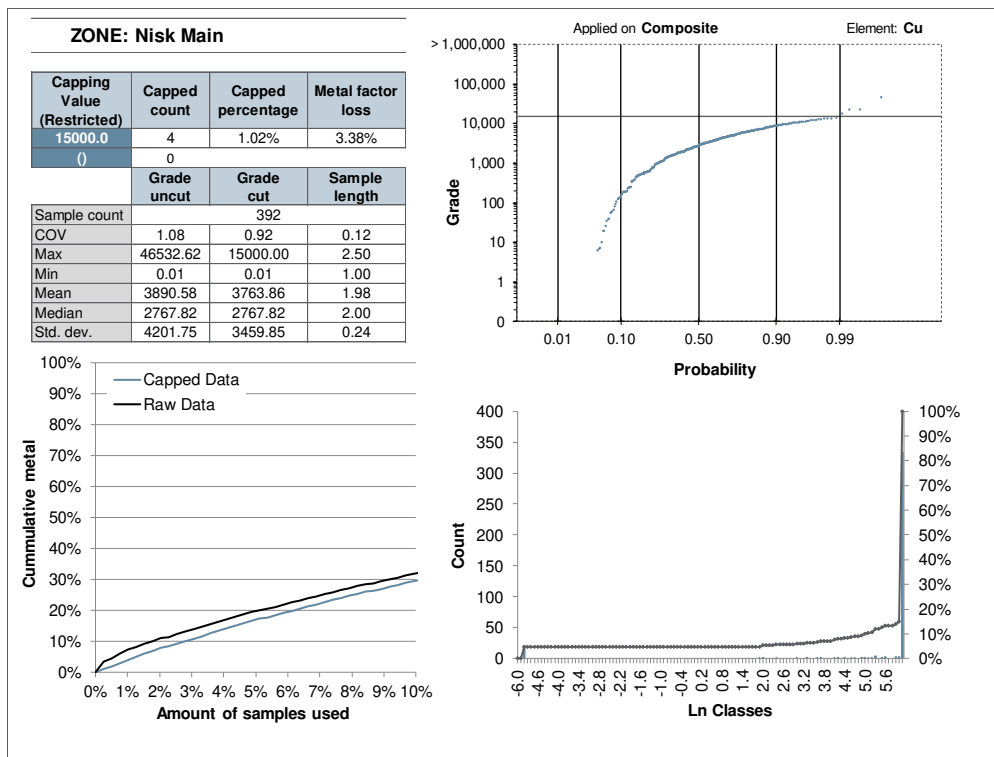 ZONE: Nisk Main
Capping Value (Restricted) Capped count Capped percentage Metal factor loss
15000.0 4 1.02% 3.38%
() 0
Grade uncut Grade cut Sample length
Sample count 392
COV 1.08 0.92 0.12
Max 46532.62 15000.00 2.50
Min 0.01 0.01 1.00
Mean 3890.58 3763.86 1.98
Median 2767.82 2767.82 2.00
Std. dev. 4201.75 3459.85 0.24
Applied on Composite Element: Cu
> 1,000,000
100,000
10,000
1,000
100
10
1
0
Grade
0.01 0.10 0.50 0.90 0.99
Probability
100%
90%
80%
70%
60%
50%
40%
30%
20%
10%
0%
Cummulative metal
Capped Data
Raw Data
0% 1% 2% 3% 4% 5% 6% 7% 8% 9% 10%
Amount of samples used
400
350
300
250
200
150
100
50
0
Count
100%
90%
80%
70%
60%
50%
40%
30%
20%
10%
0%
-6.0 -4.6 -4.0 -3.4 -2.8 -2.2 -1.6 -1.0 -0.4 0.2 0.8 1.4 2.0 2.6 3.2 3.8 4.4 5.0 5.6
Ln Classes